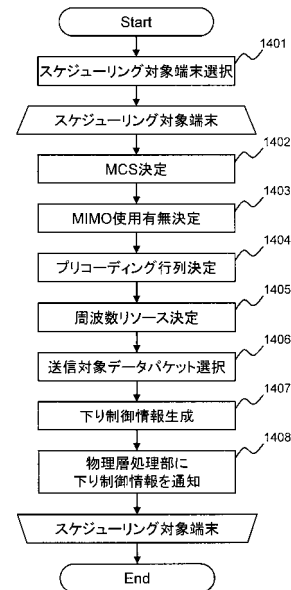 Start
1401
スケジューリング対象端末選択
スケジューリング対象端末
1402
MCS決定
1403
MIMO使用有無決定
1404
プリコーディング行列決定
1405
周波数リソース決定
1406
送信対象データパケット選択
1407
下り制御情報生成
1408
物理層処理部に
下り制御情報を通知
スケジューリング対象端末
End